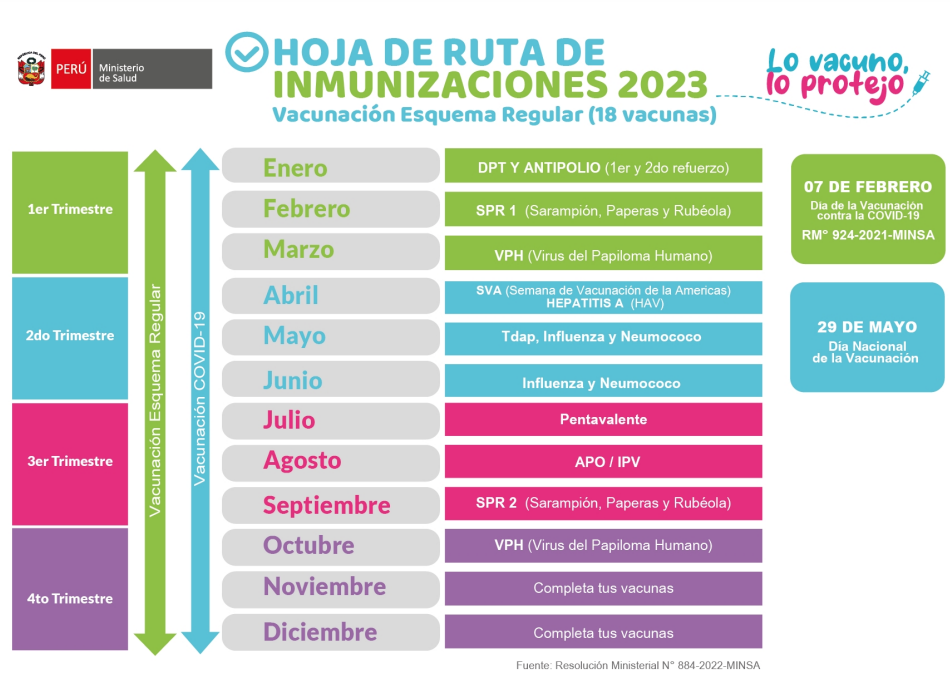 PERÚ
Ministerio
de Salud
HOJA DE RUTA DE
INMUNIZACIONES 2023
Vacunación Esquema Regular (18 vacunas)
Lo vacuno,
lo protejo
1er Trimestre
2do Trimestre
3er Trimestre
4to Trimestre
Vacunación Esquema Regular
Vacunación COVID-19
Enero
DPT Y ANTIPOLIO (1er y 2do refuerzo)
Febrero
SPR 1 (Sarampión, Paperas y Rubéola)
Marzo
VPH (Virus del Papiloma Humano)
Abril
SVA (Semana de Vacunación de la Americas)
HEPATITIS A (HAV)
Mayo
Tdap, Influenza y Neumococo
Junio
Influenza y Neumococo
Julio
Pentavalente
Agosto
APO / IPV
Septiembre
SPR 2 (Sarampión, Paperas y Rubéola)
Octubre
VPH (Virus del Papiloma Humano)
Noviembre
Completa tus vacunas
Diciembre
Completa tus vacunas
07 DE FEBRERO
Dia de la Vacunación
contra la COVID-19
RM° 924-2021-MINSA
29 DE MAYO
Día Nacional
de la Vacunación
Fuente: Resolución Ministerial N° 884-2022-MINSA